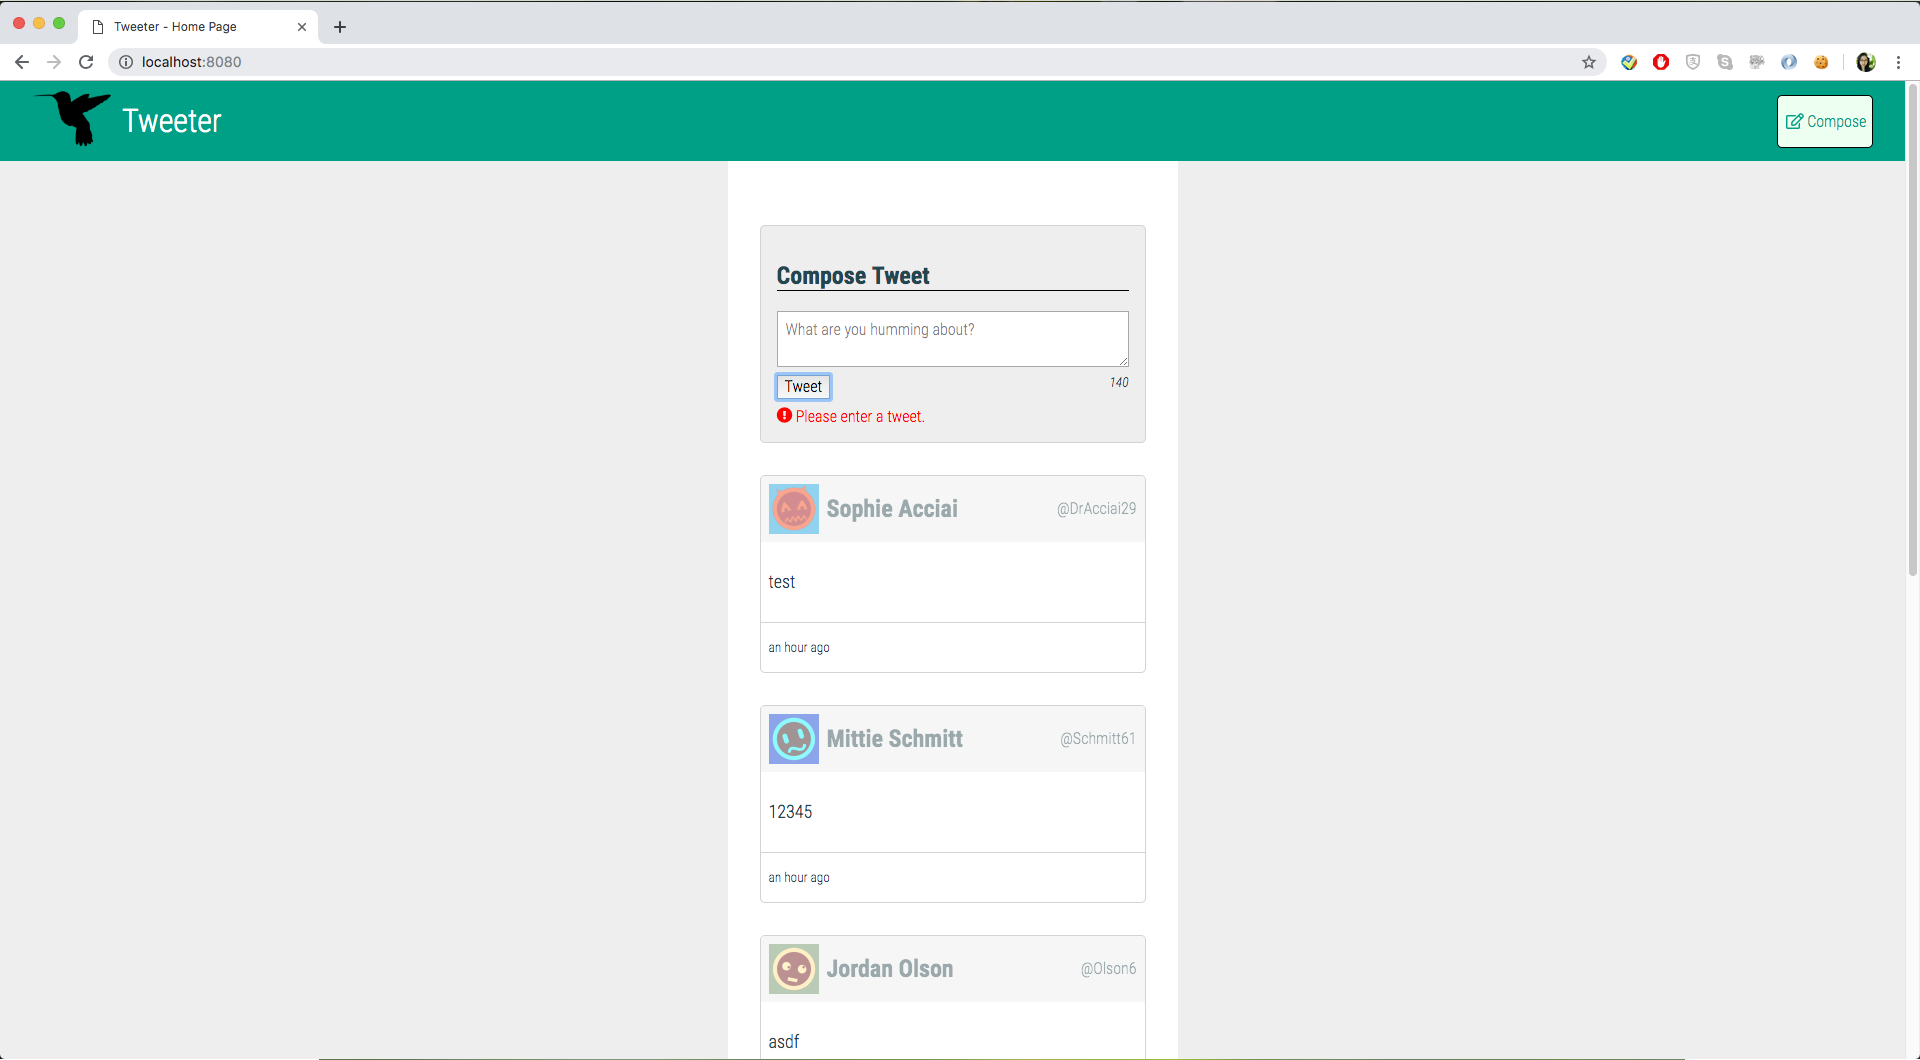 Tweeter - Home Page
localhost:8080
Tweeter
Compose
Compose Tweet
What are you humming about?
Tweet
140
Please enter a tweet.
Sophie Acciai
@DrAcciai29
test
an hour ago
Mittie Schmitt
@Schmitt61
12345
an hour ago
Jordan Olson
@Olson6
asdf